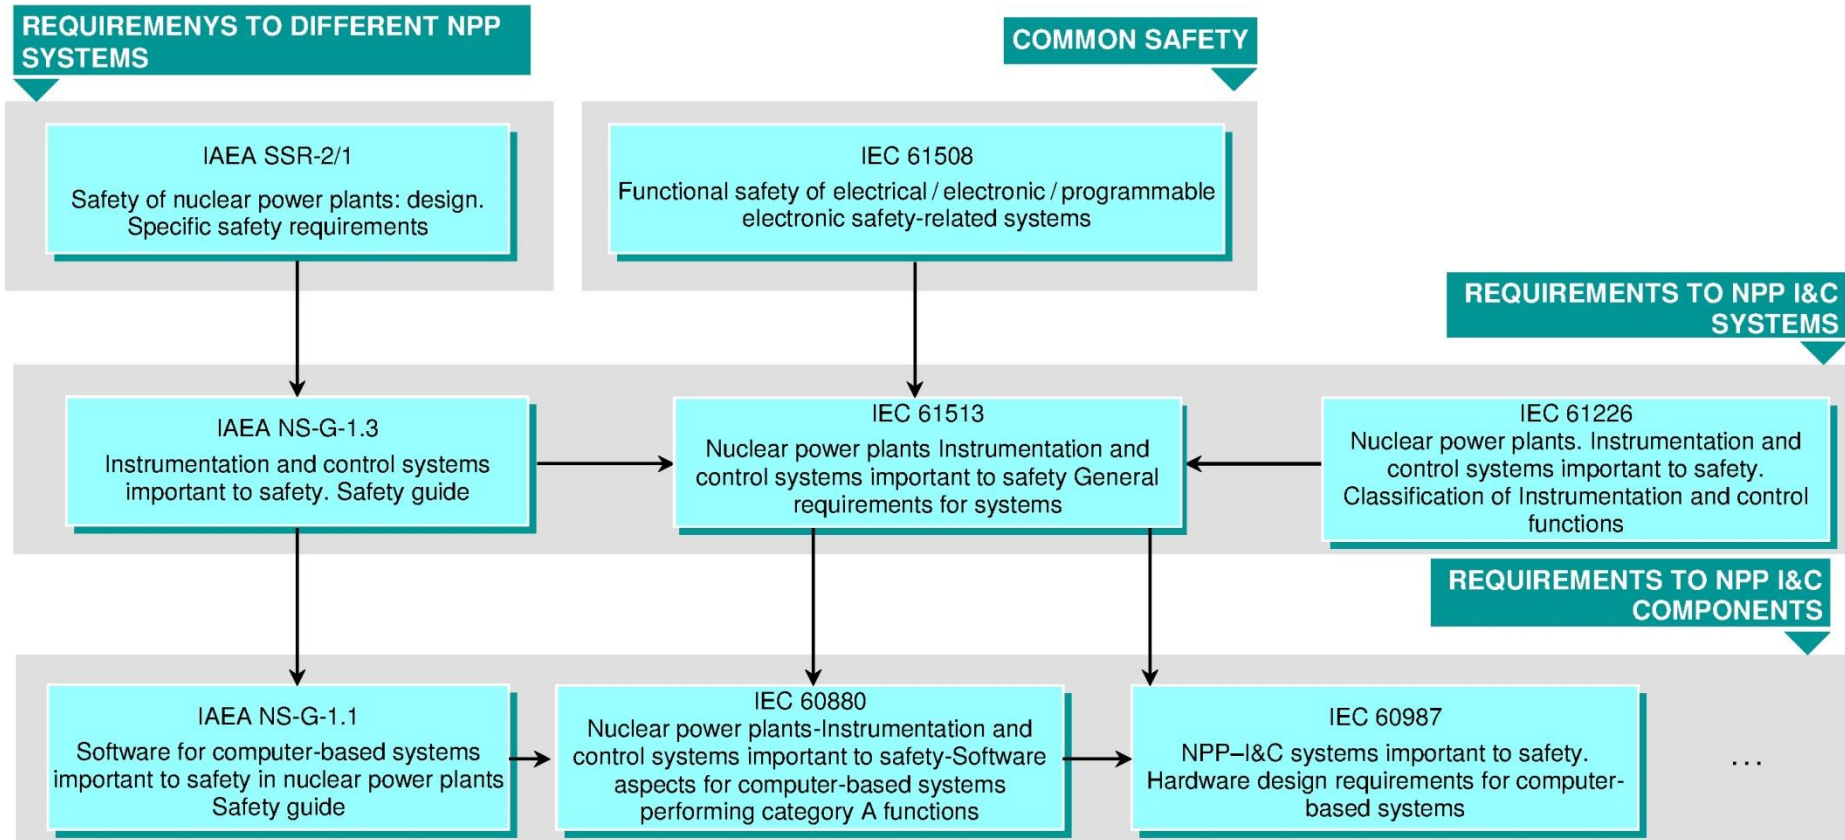 REQUIREMENYS TO DIFFERENT NPP
SYSTEMS
COMMON SAFETY
IAEA SSR-2/1
Safety of nuclear power plants: design.
Specific safety requirements
IEC 61508
Functional safety of electrical / electronic / programmable
electronic safety-related systems
REQUIREMENTS TO NPP I&C
SYSTEMS
IAEA NS-G-1.3
Instrumentation and control systems
important to safety. Safety guide
IEC 61513
Nuclear power plants Instrumentation and
control systems important to safety General
requirements for systems
IEC 61226
Nuclear power plants. Instrumentation and
control systems important to safety.
Classification of Instrumentation and control
functions
REQUIREMENTS TO NPP I&C
COMPONENTS
IAEA NS-G-1.1
Software for computer-based systems
important to safety in nuclear power plants
Safety guide
IEC 60880
Nuclear power plants-Instrumentation and
control systems important to safety-Software
aspects for computer-based systems
performing category A functions
IEC 60987
NPP–I&C systems important to safety.
Hardware design requirements for computer-
based systems
...